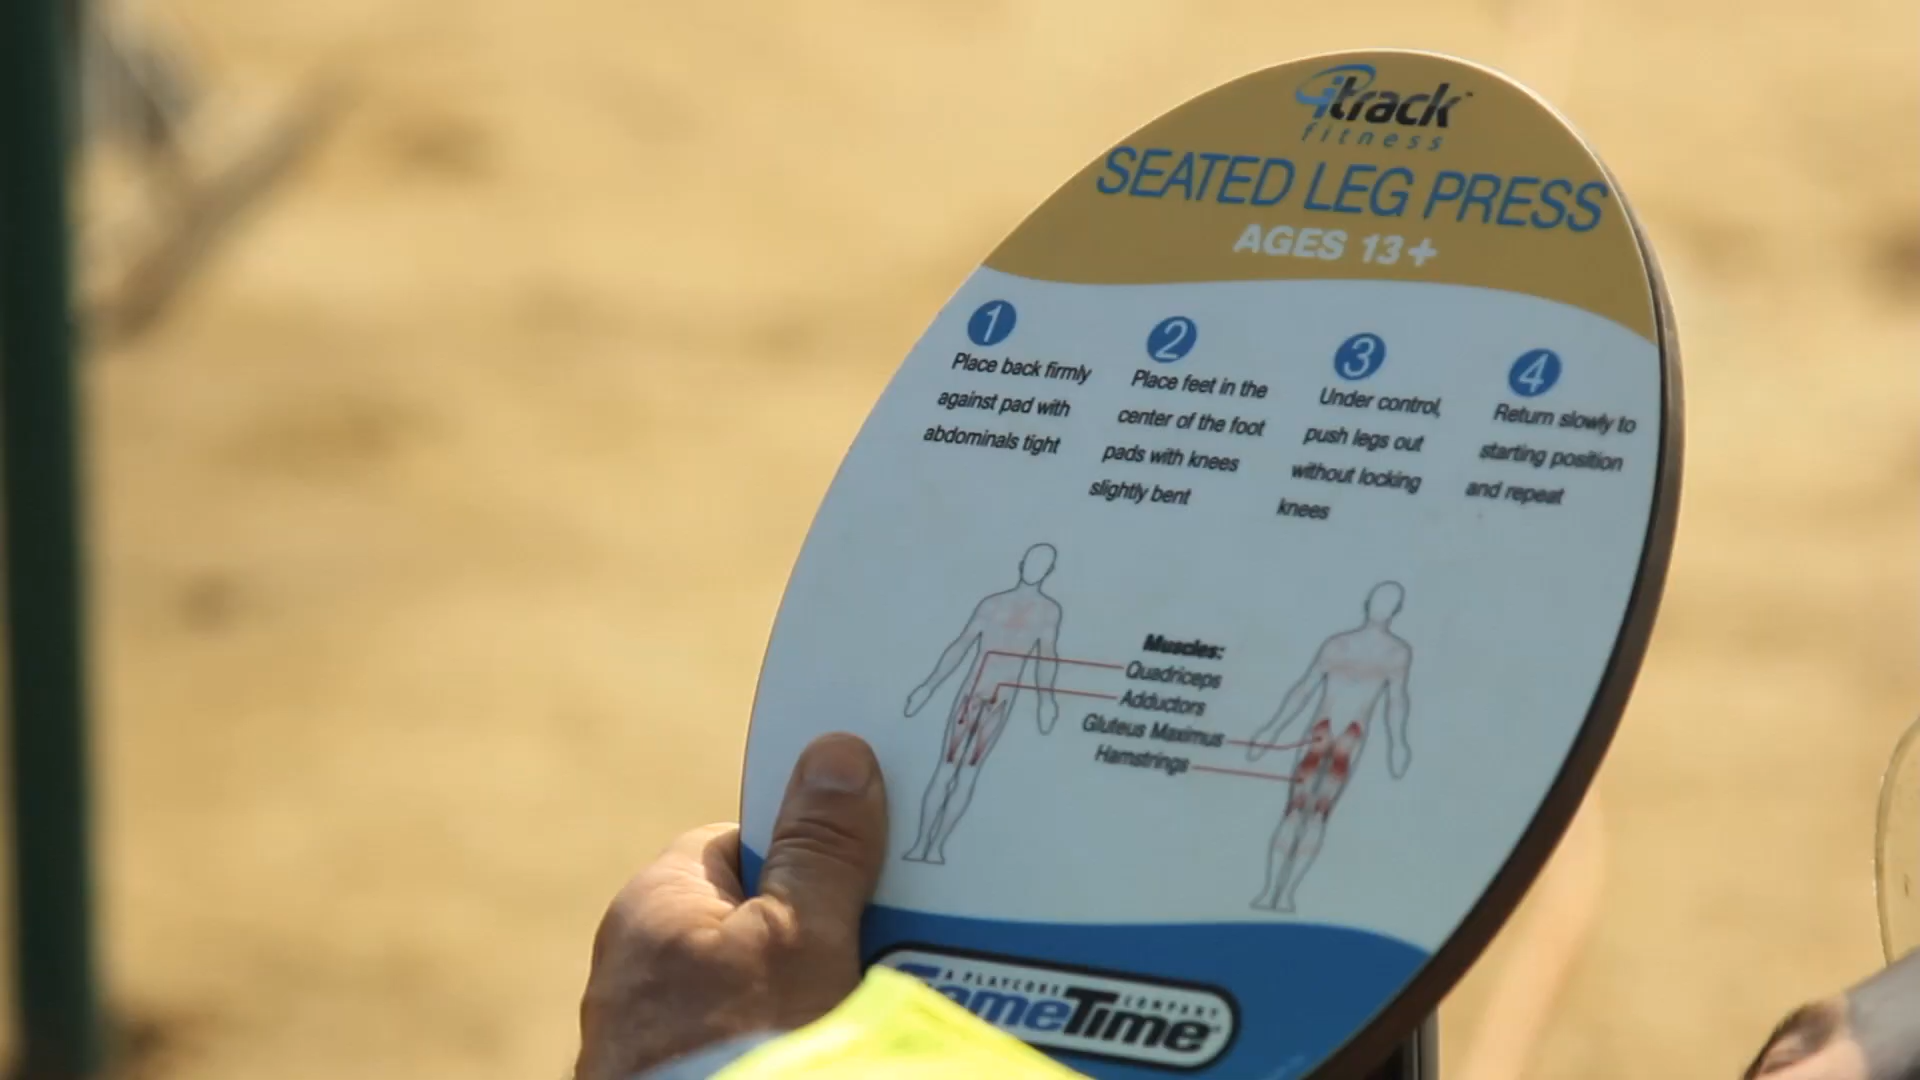 iTrack™
fitness
SEATED LEG PRESS
AGES 13+
1
Place back firmly
against pad with
abdominals tight
2
Place feet in the
center of the foot
pads with knees
slightly bent
3
Under control,
push legs out
without locking
knees
4
Return slowly to
starting position
and repeat
Muscles:
Quadriceps
Adductors
Gluteus Maximus
Hamstrings
A PLAYCORE COMPANY
GameTime